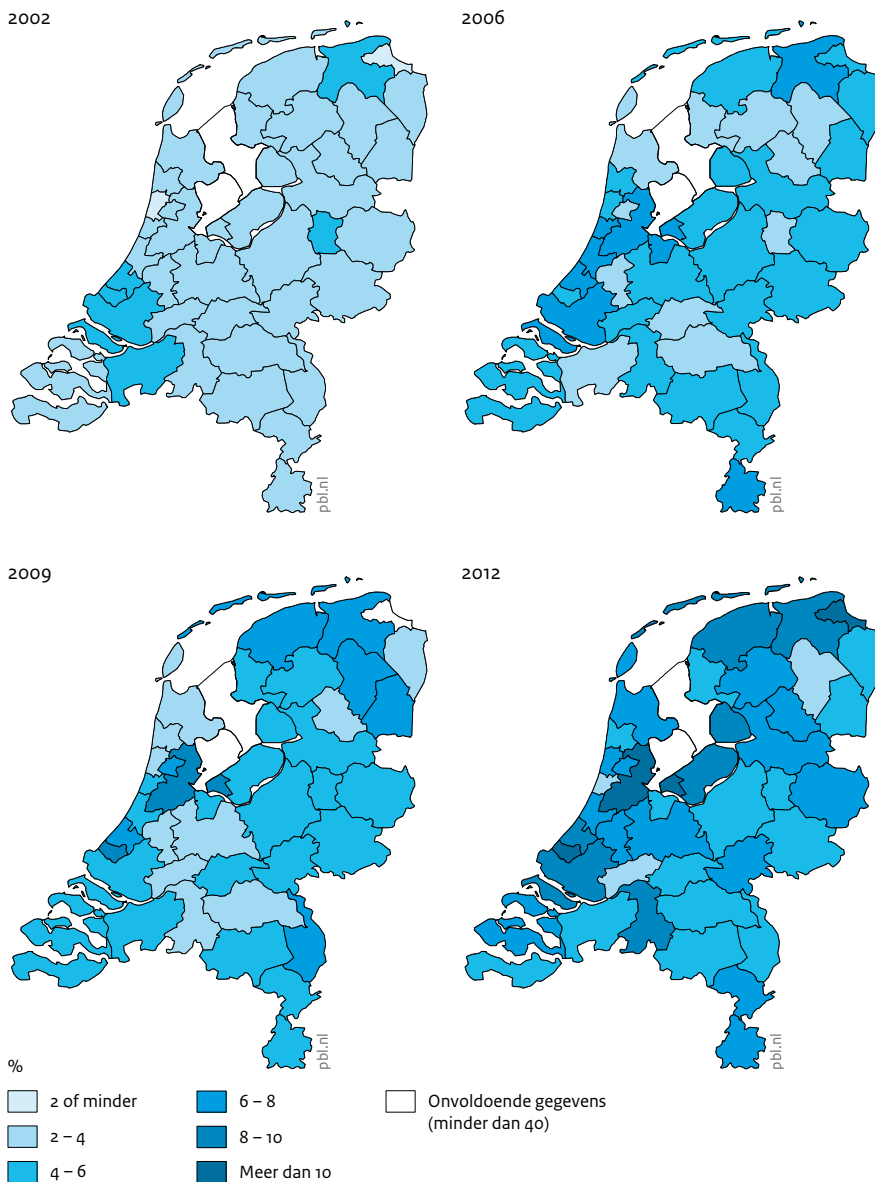 2002
2006
pbl.nl
pbl.nl
2009
2012
pbl.nl
pbl.nl
%
2 of minder
2 – 4
4 – 6
6 – 8
8 – 10
Meer dan 10
Onvoldoende gegevens
(minder dan 40)